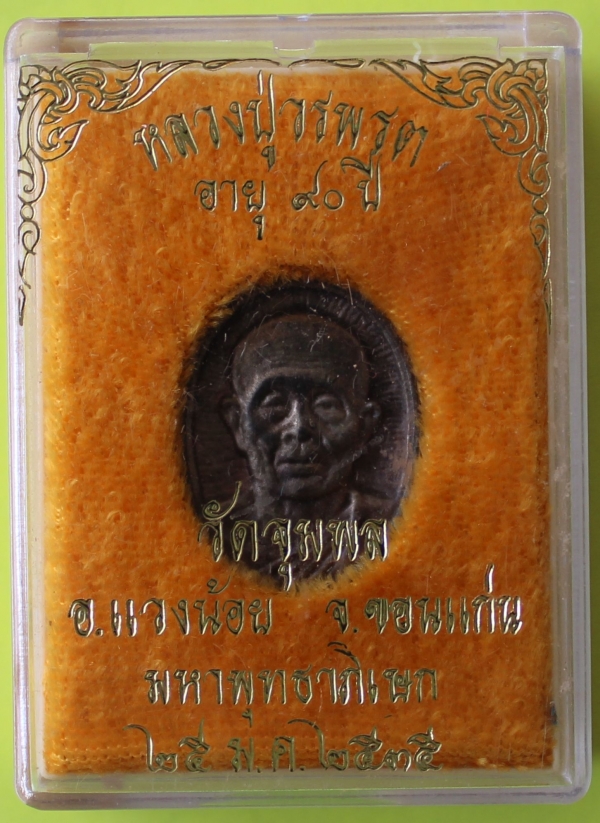 หลวงปู่วรพรต
อายุ ๙๐ ปี
วัดจุมพล
อ.แวงน้อย จ.ขอนแก่น
มหาพุทธาภิเษก
๒๕ ม.ค. ๒๕๓๕